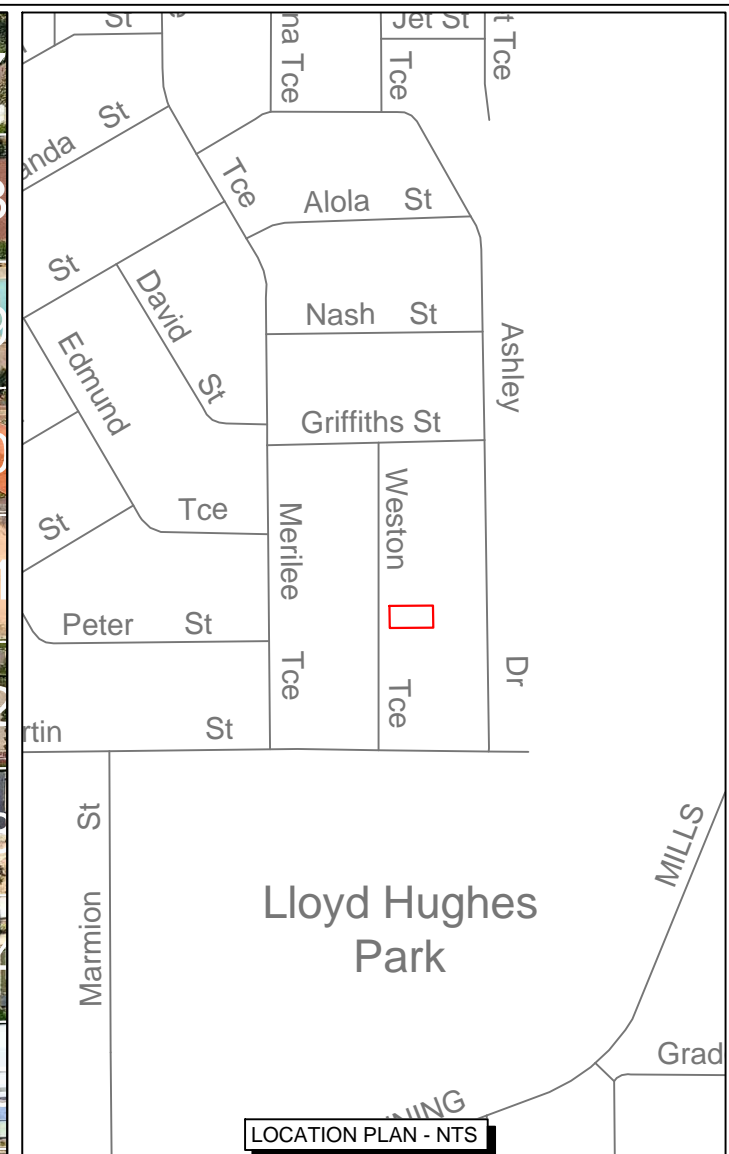 St
na Tce
Jet St
t Tce
Tce
anda St
Tce
Alola St
St
David St
Nash St
Ashley Dr
Edmund Tce
Griffiths St
Weston Tce
Merilee Tce
St
Peter St
rtin St
Marmion St
MILLS
Lloyd Hughes
Park
Grad
NING
LOCATION PLAN - NTS